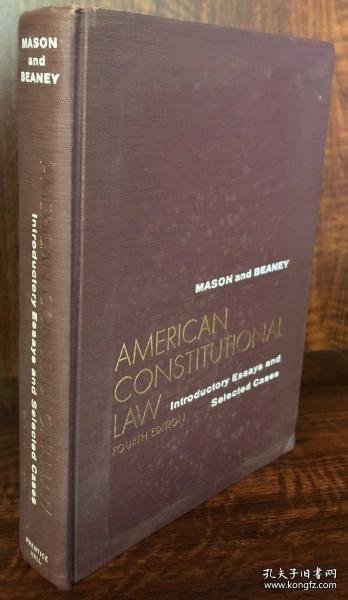 MASON
and
BEANEY
AMERICAN CONSTITUTIONAL LAW
Introductory Essays and Selected Cases
PRENTICE
HALL
MASON and BEANEY
AMERICAN
CONSTITUTIONAL
LAW
Introductory Essays and
Selected Cases
FOURTH EDITION
孔夫子旧书网
www.kongfz.com